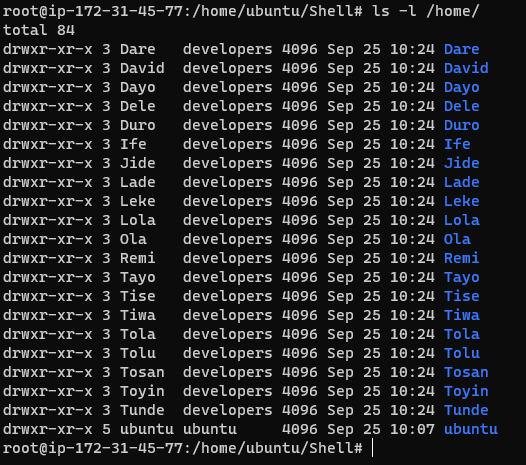 root@ip-172-31-45-77:/home/ubuntu/Shell# ls -l /home/
total 84
drwxr-xr-x 3 Dare   developers 4096 Sep 25 10:24 Dare
drwxr-xr-x 3 David  developers 4096 Sep 25 10:24 David
drwxr-xr-x 3 Dayo   developers 4096 Sep 25 10:24 Dayo
drwxr-xr-x 3 Dele   developers 4096 Sep 25 10:24 Dele
drwxr-xr-x 3 Duro   developers 4096 Sep 25 10:24 Duro
drwxr-xr-x 3 Ife    developers 4096 Sep 25 10:24 Ife
drwxr-xr-x 3 Jide   developers 4096 Sep 25 10:24 Jide
drwxr-xr-x 3 Lade   developers 4096 Sep 25 10:24 Lade
drwxr-xr-x 3 Leke   developers 4096 Sep 25 10:24 Leke
drwxr-xr-x 3 Lola   developers 4096 Sep 25 10:24 Lola
drwxr-xr-x 3 Ola    developers 4096 Sep 25 10:24 Ola
drwxr-xr-x 3 Remi   developers 4096 Sep 25 10:24 Remi
drwxr-xr-x 3 Tayo   developers 4096 Sep 25 10:24 Tayo
drwxr-xr-x 3 Tise   developers 4096 Sep 25 10:24 Tise
drwxr-xr-x 3 Tiwa   developers 4096 Sep 25 10:24 Tiwa
drwxr-xr-x 3 Tola   developers 4096 Sep 25 10:24 Tola
drwxr-xr-x 3 Tolu   developers 4096 Sep 25 10:24 Tolu
drwxr-xr-x 3 Tosan  developers 4096 Sep 25 10:24 Tosan
drwxr-xr-x 3 Toyin  developers 4096 Sep 25 10:24 Toyin
drwxr-xr-x 3 Tunde  developers 4096 Sep 25 10:24 Tunde
drwxr-xr-x 5 ubuntu ubuntu     4096 Sep 25 10:07 ubuntu
root@ip-172-31-45-77:/home/ubuntu/Shell#